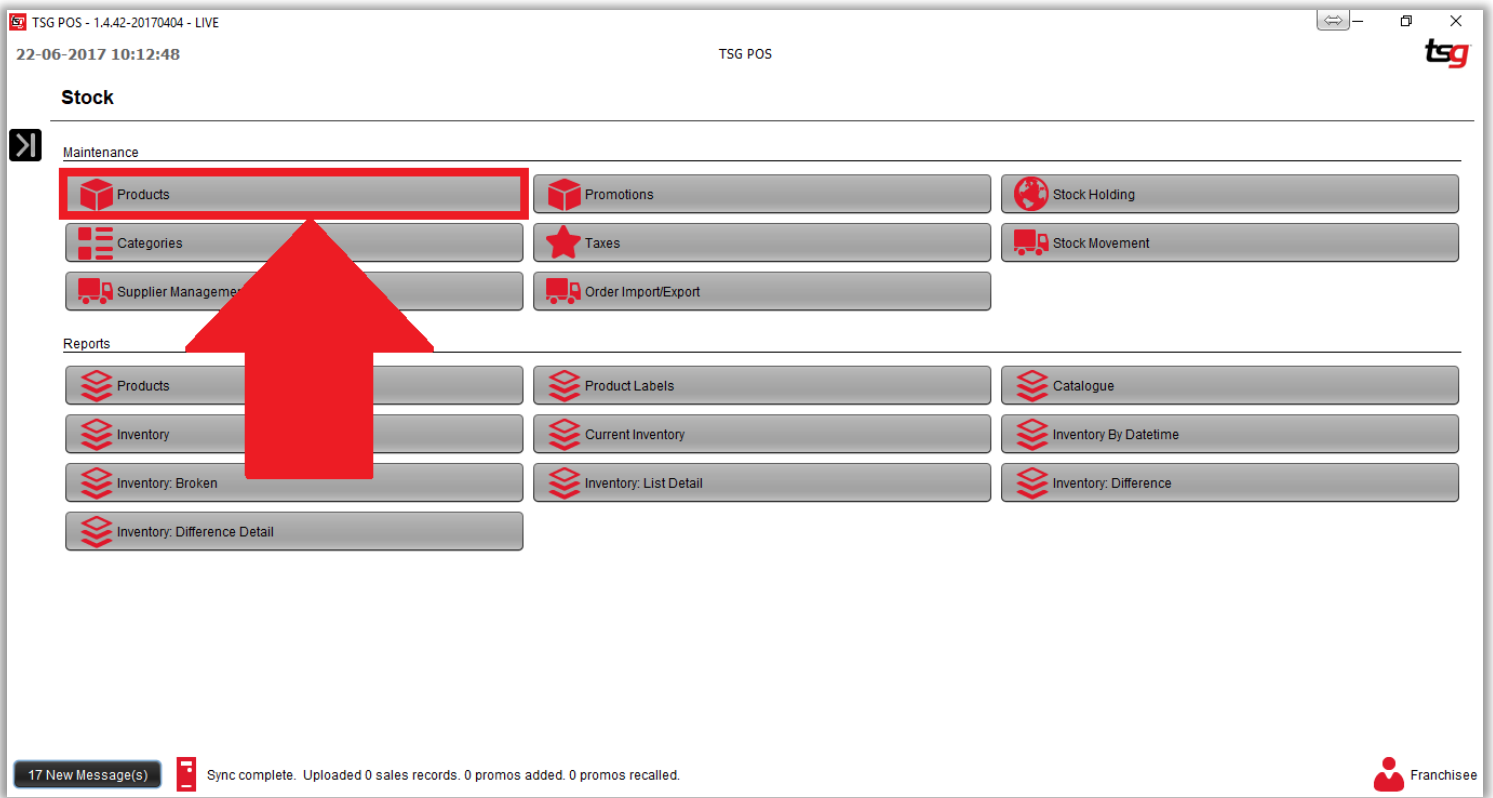 TSG POS - 1.4.42-20170404 - LIVE
22-06-2017 10:12:48
TSG POS
tsg
Stock
Maintenance
Products
Promotions
Stock Holding
Categories
Taxes
Stock Movement
Supplier Managemen
Order Import/Export
Reports
Products
Product Labels
Catalogue
Inventory
Current Inventory
Inventory By Datetime
Inventory: Broken
Inventory: List Detail
Inventory: Difference
Inventory: Difference Detail
17 New Message(s)
Sync complete. Uploaded 0 sales records. 0 promos added. 0 promos recalled.
Franchisee